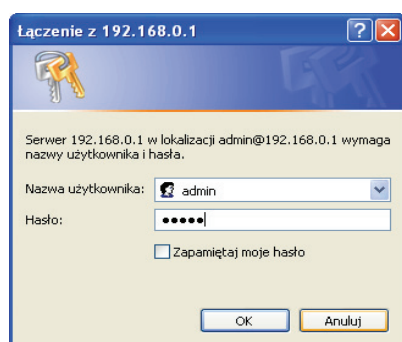 Łączenie z 192.168.0.1
Serwer 192.168.0.1 w lokalizacji admin@192.168.0.1 wymaga
nazwy użytkownika i hasła.
Nazwa użytkownika: admin
Hasło: •••••
Zapamiętaj moje hasło
OK Anuluj